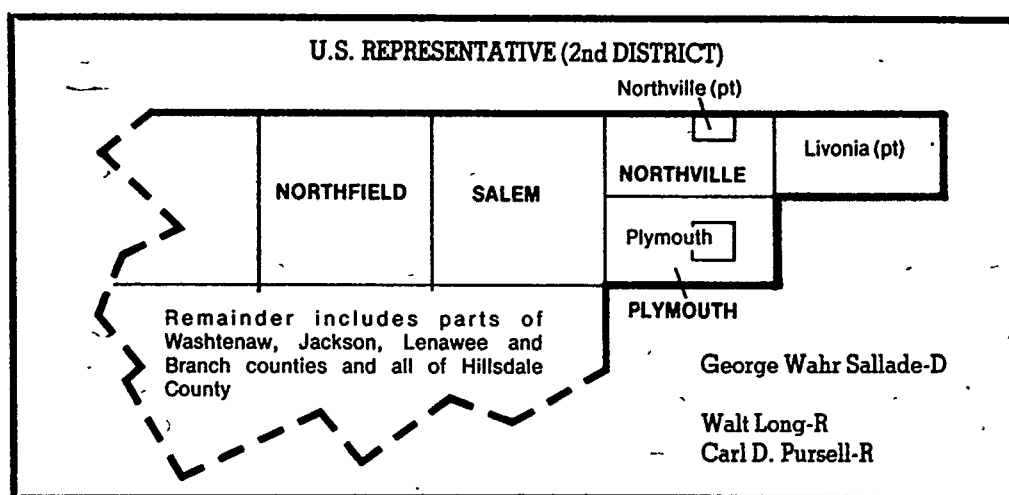 U.S. REPRESENTATIVE (2nd DISTRICT)
Northville (pt)
Livonia (pt)
NORTHFIELD
SALEM
NORTHVILLE
Plymouth
PLYMOUTH
Remainder includes parts of
Washtenaw, Jackson, Lenawee and
Branch counties and all of Hillsdale
County
George Wahr Sallade-D
Walt Long-R
Carl D. Pursell-R